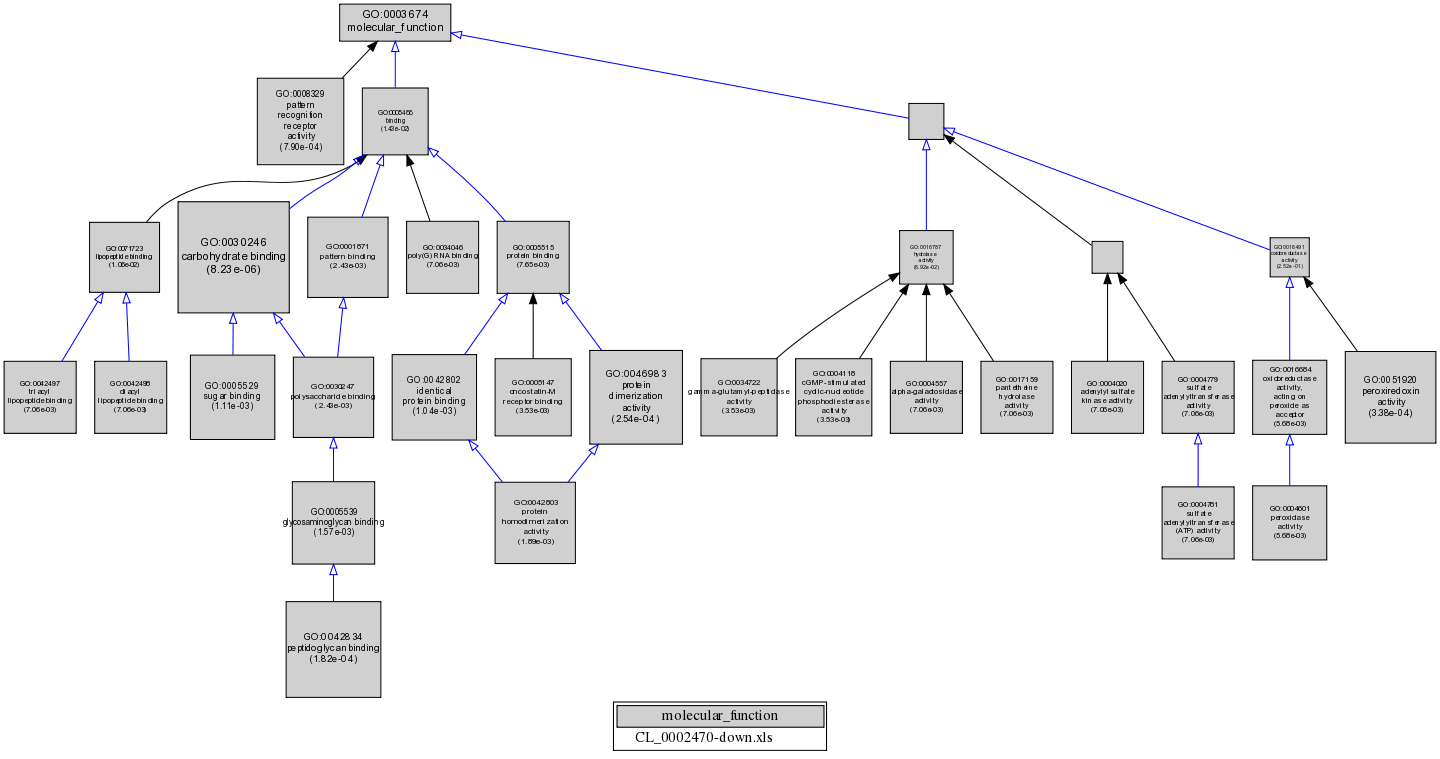 GO:0003674
molecular_function
GO:0008329
pattern
recognition
receptor
activity
(7.90e-04)
GO:0005488
binding
(1.43e-02)
GO:0071723
lipopeptide binding
(1.06e-02)
GO:0030246
carbohydrate binding
(8.23e-06)
GO:0001871
pattern binding
(2.43e-03)
GO:0034046
poly(G) RNA binding
(7.06e-03)
GO:0005515
protein binding
(7.65e-03)
GO:0016787
hydrolase
activity
(6.92e-02)
GO:0016491
oxidoreductase
activity
(2.52e-01)
GO:0042497
triacyl
lipopeptide binding
(7.06e-03)
GO:0042498
diacyl
lipopeptide binding
(7.06e-03)
GO:0005529
sugar binding
(1.11e-03)
GO:0030247
polysaccharide binding
(2.43e-03)
GO:0042802
identical
protein binding
(1.04e-03)
GO:0005147
oncostatin-M
receptor binding
(3.53e-03)
GO:0046983
protein
dimerization
activity
(2.54e-04)
GO:0034722
gamma-glutamyl-peptidase
activity
(3.53e-03)
GO:0004118
cGMP-stimulated
cyclic-nucleotide
phosphodiesterase
activity
(3.53e-03)
GO:0004557
alpha-galactosidase
activity
(7.06e-03)
GO:0017159
pantetheine
hydrolase
activity
(7.06e-03)
GO:0004020
adenylylsulfate
kinase activity
(7.06e-03)
GO:0004779
sulfate
adenylyltransferase
activity
(7.06e-03)
GO:0016684
oxidoreductase
activity,
acting on
peroxide as
acceptor
(5.68e-03)
GO:0051920
peroxiredoxin
activity
(3.38e-04)
GO:0005539
glycosaminoglycan binding
(1.57e-03)
GO:0042803
protein
homodimerization
activity
(1.89e-03)
GO:0004781
sulfate
adenylyltransferase
(ATP) activity
(7.06e-03)
GO:0004601
peroxidase
activity
(5.68e-03)
GO:0042834
peptidoglycan binding
(1.82e-04)
molecular_function
CL_0002470-down.xls